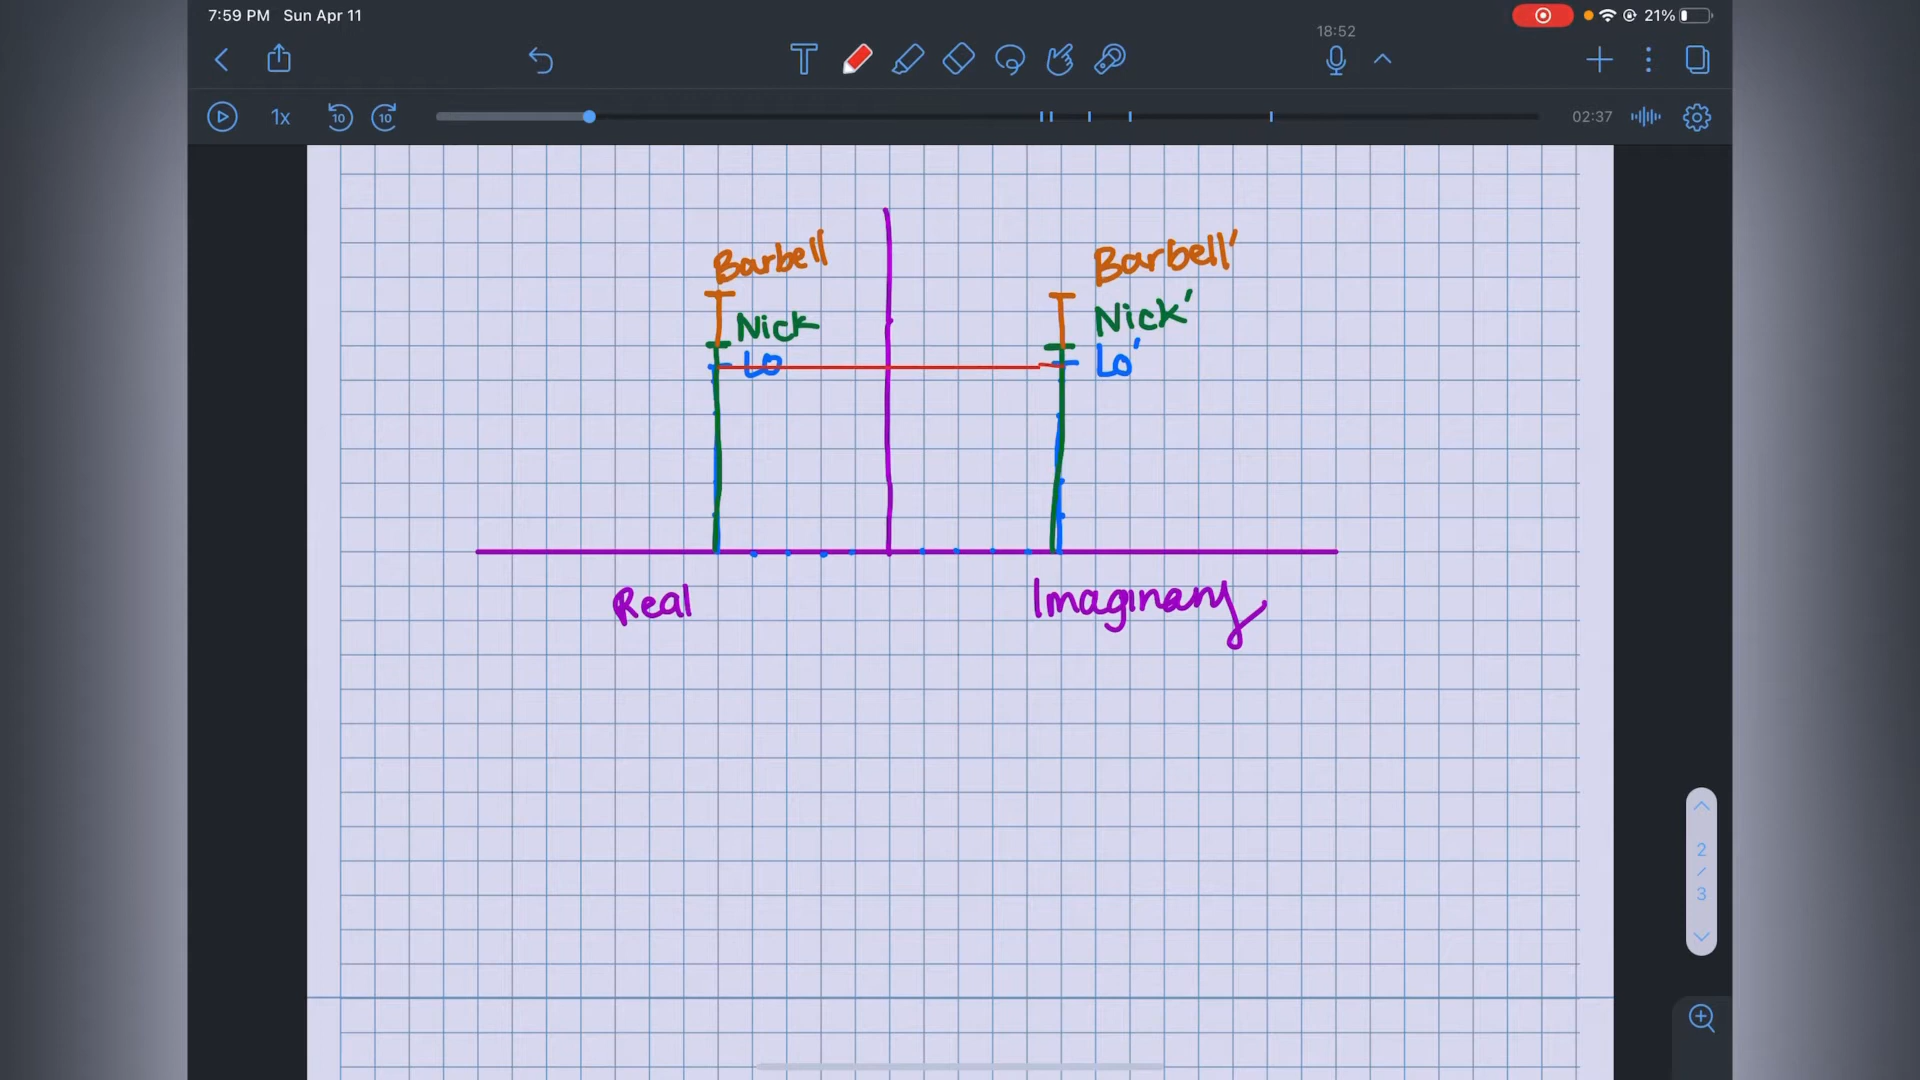 7:59 PM Sun Apr 11
21%
18:52
T
1x
10
10
02:37
Barbell
Barbell'
Nick
Nick'
Lo
Lo'
Real
Imaginary
2
/
3